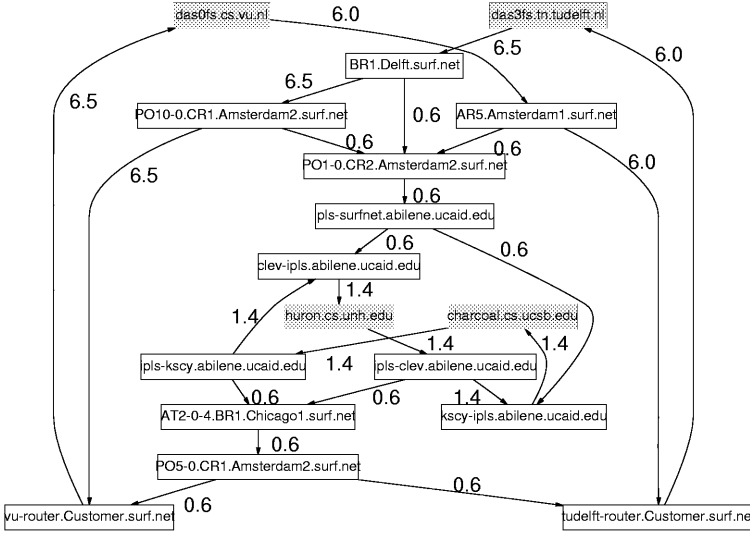 das0fs.cs.vu.nl
6.0
das3fs.tn.tudelft.nl
6.5
6.0
BR1.Delft.surf.net
6.5
6.5
PO10-0.CR1.Amsterdam2.surf.net
0.6
AR5.Amsterdam1.surf.net
0.6
0.6
PO1-0.CR2.Amsterdam2.surf.net
6.5
6.0
0.6
pls-surfnet.abilene.ucaid.edu
0.6
0.6
clev-ipls.abilene.ucaid.edu
1.4
1.4
huron.cs.unh.edu
charcoal.cs.ucsb.edu
1.4
1.4
1.4
ipls-kscy.abilene.ucaid.edu
ipls-clev.abilene.ucaid.edu
0.6
0.6
1.4
AT2-0-4.BR1.Chicago1.surf.net
kscy-ipls.abilene.ucaid.edu
0.6
PO5-0.CR1.Amsterdam2.surf.net
0.6
0.6
vu-router.Customer.surf.net
tudelft-router.Customer.surf.ne